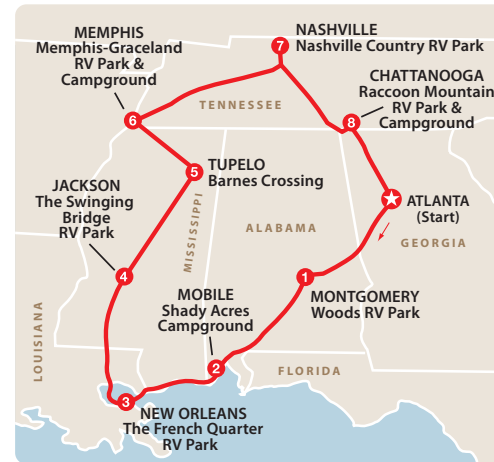 NASHVILLE
Nashville Country RV Park
7
MEMPHIS
Memphis-Graceland
RV Park &
Campground
6
TENNESSEE
CHATTANOOGA
Raccoon Mountain
RV Park &
Campground
8
5
TUPELO
Barnes Crossing
ATLANTA
(Start)
JACKSON
The Swinging
Bridge
RV Park
4
MISSISSIPPI
ALABAMA
GEORGIA
1
MONTGOMERY
Woods RV Park
MOBILE
Shady Acres
Campground
2
LOUISIANA
FLORIDA
3
NEW ORLEANS
The French Quarter
RV Park